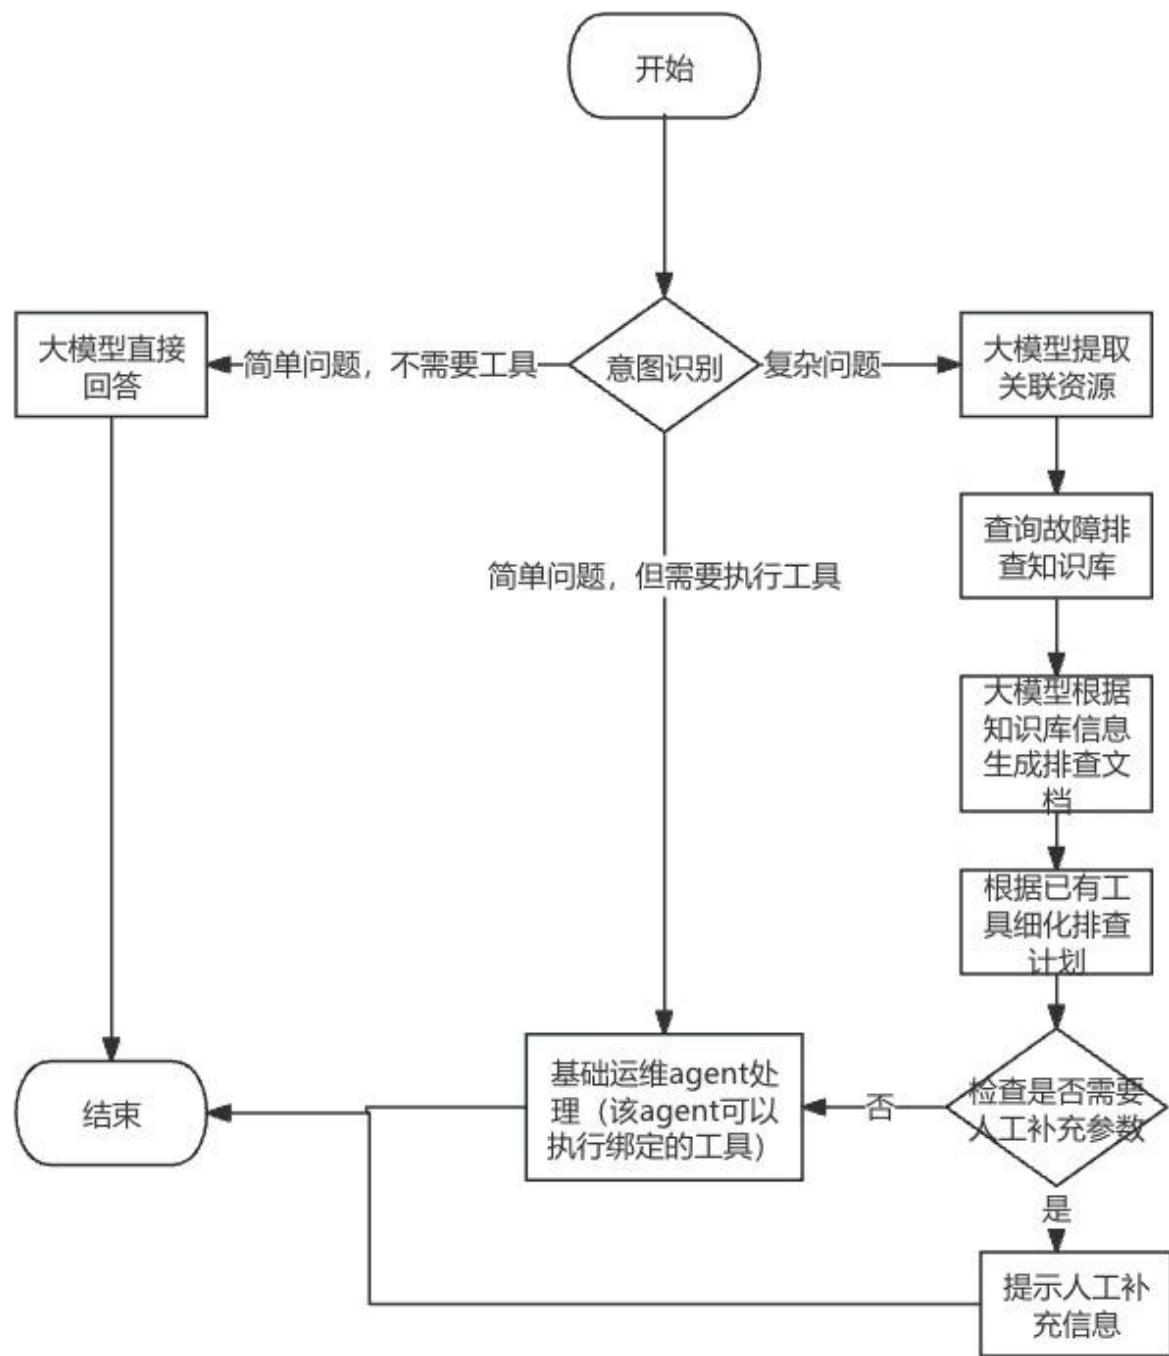 开始
大模型直接
回答
简单问题，不需要工具
意图识别
复杂问题
大模型提取
关联资源
查询故障排
查知识库
简单问题，但需要执行工具
大模型根据
知识库信息
生成排查文
档
根据已有工
具细化排查
计划
结束
基础运维agent处
理（该agent可以
执行绑定的工具）
否
检查是否需要
人工补充参数
是
提示人工补
充信息